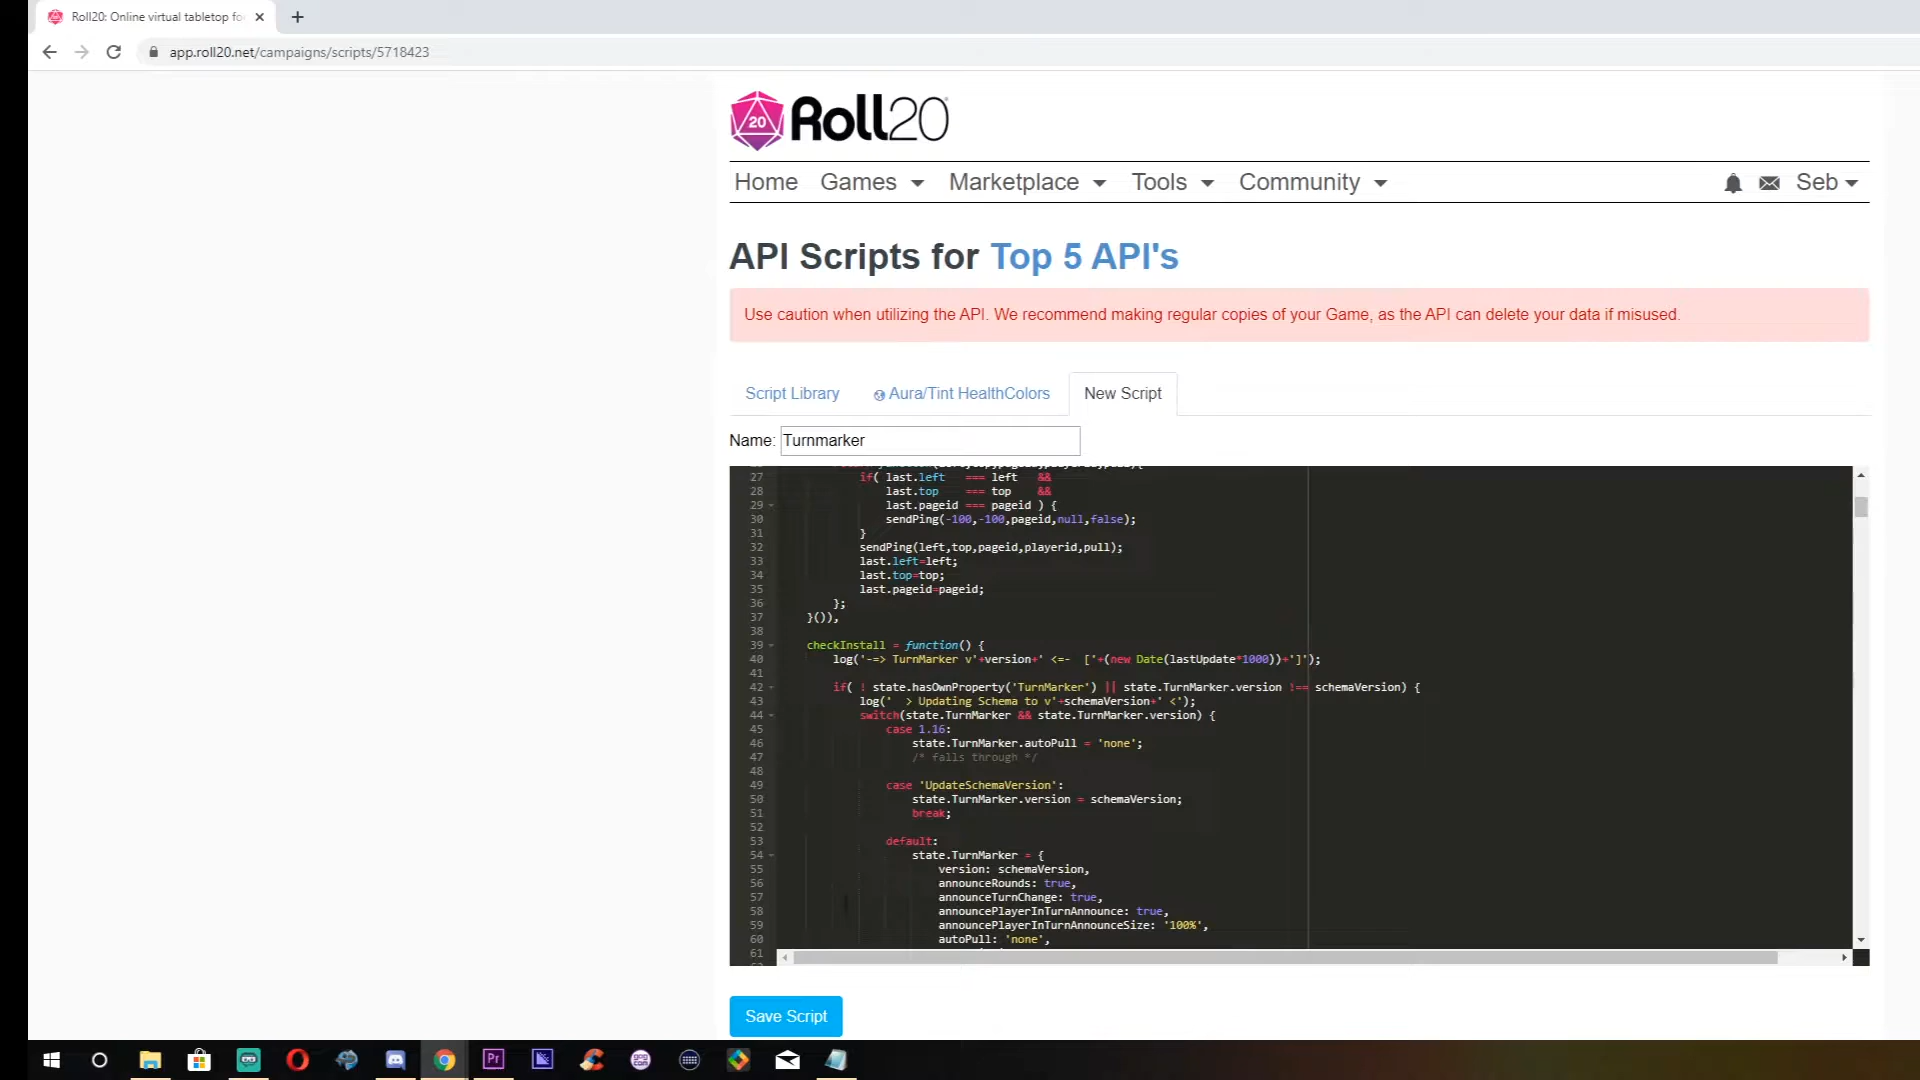 Roll20: Online virtual tabletop fo
app.roll20.net/campaigns/scripts/5718423
20 Roll20
Home Games Marketplace Tools Community Seb
API Scripts for Top 5 API's
Use caution when utilizing the API. We recommend making regular copies of your Game, as the API can delete your data if misused.
Script Library Aura/Tint HealthColors New Script
Name: Turnmarker
27 if( last.left === left &&
28 last.top === top &&
29 last.pageid === pageid ) {
30 sendPing(-100,-100,pageid,null,false);
31 }
32 sendPing(left,top,pageid,playerid,pull);
33 last.left=left;
34 last.top=top;
35 last.pageid=pageid;
36 };
37 }()),
38
39 checkInstall = function() {
40 log('-=> TurnMarker v'+version+' <=-  ['+(new Date(lastUpdate*1000))+']');
41
42 if( ! state.hasOwnProperty('TurnMarker') || state.TurnMarker.version !== schemaVersion) {
43 log('  > Updating Schema to v'+schemaVersion+' <');
44 switch(state.TurnMarker && state.TurnMarker.version) {
45 case 1.16:
46 state.TurnMarker.autoPull = 'none';
47 /* falls through */
48
49 case 'UpdateSchemaVersion':
50 state.TurnMarker.version = schemaVersion;
51 break;
52
53 default:
54 state.TurnMarker = {
55 version: schemaVersion,
56 announceRounds: true,
57 announceTurnChange: true,
58 announcePlayerInTurnAnnounce: true,
59 announcePlayerInTurnAnnounceSize: '100%',
60 autoPull: 'none',
61
Save Script
Pr
gog
com